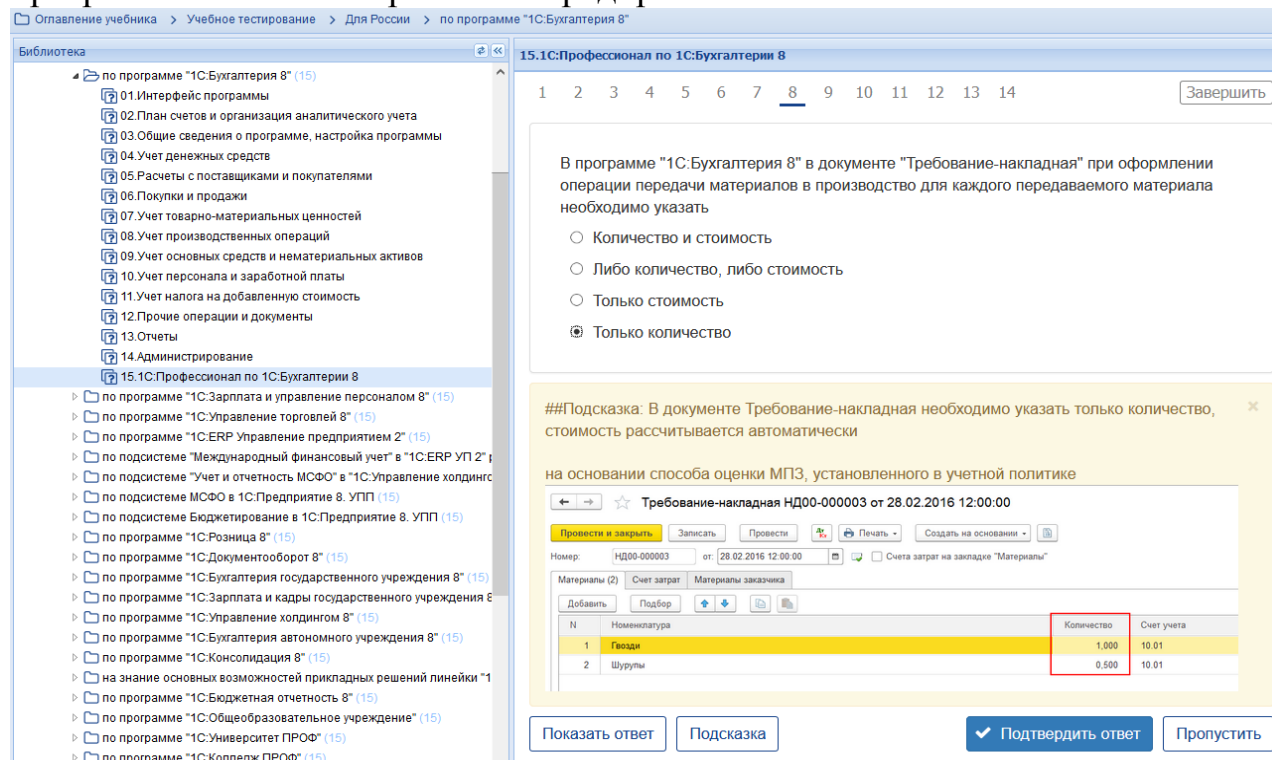 Оглавление учебника > Учебное тестирование > Для России > по программе "1С:Бухгалтерия 8"
Библиотека
по программе "1С:Бухгалтерия 8" (15)
01.Интерфейс программы
02.План счетов и организация аналитического учета
03.Общие сведения о программе, настройка программы
04.Учет денежных средств
05.Расчеты с поставщиками и покупателями
06.Покупки и продажи
07.Учет товарно-материальных ценностей
08.Учет производственных операций
09.Учет основных средств и нематериальных активов
10.Учет персонала и заработной платы
11.Учет налога на добавленную стоимость
12.Прочие операции и документы
13.Отчеты
14.Администрирование
15.1С:Профессионал по 1С:Бухгалтерии 8
по программе "1С:Зарплата и управление персоналом 8" (15)
по программе "1С:Управление торговлей 8" (15)
по программе "1С:ERP Управление предприятием 2" (15)
по подсистеме "Международный финансовый учет" в "1С:ERP УП 2"
по подсистеме "Учет и отчетность МСФО" в "1С:Управление холдинго
по подсистеме МСФО в 1С:Предприятие 8. УПП (15)
по подсистеме Бюджетирование в 1С:Предприятие 8. УПП (15)
по программе "1С:Розница 8" (15)
по программе "1С:Документооборот 8" (15)
по программе "1С:Бухгалтерия государственного учреждения 8" (15)
по программе "1С:Зарплата и кадры государственного учреждения 8
по программе "1С:Управление холдингом 8" (15)
по программе "1С:Бухгалтерия автономного учреждения 8" (15)
по программе "1С:Консолидация 8" (15)
на знание основных возможностей прикладных решений линейки "1
по программе "1С:Бюджетная отчетность 8" (15)
по программе "1С:Общеобразовательное учреждение" (15)
по программе "1С:Университет ПРОФ" (15)
по программе "1С:Колледж ПРОФ" (15)
15.1С:Профессионал по 1С:Бухгалтерии 8
1 2 3 4 5 6 7 8 9 10 11 12 13 14 Завершить
В программе "1С:Бухгалтерия 8" в документе "Требование-накладная" при оформлении
операции передачи материалов в производство для каждого передаваемого материала
необходимо указать
Количество и стоимость
Либо количество, либо стоимость
Только стоимость
Только количество
##Подсказка: В документе Требование-накладная необходимо указать только количество,
стоимость рассчитывается автоматически
на основании способа оценки МПЗ, установленного в учетной политике
Требование-накладная НД00-000003 от 28.02.2016 12:00:00
Провести и закрыть Записать Провести Печать Создать на основании
Номер: НД00-000003 от: 28.02.2016 12:00:00 Счета затрат на закладке "Материалы"
Материалы (2) Счет затрат Материалы заказчика
Добавить Подбор
N Номенклатура Количество Счет учета
1 Гвозди 1,000 10.01
2 Шурупы 0,500 10.01
Показать ответ Подсказка Подтвердить ответ Пропустить